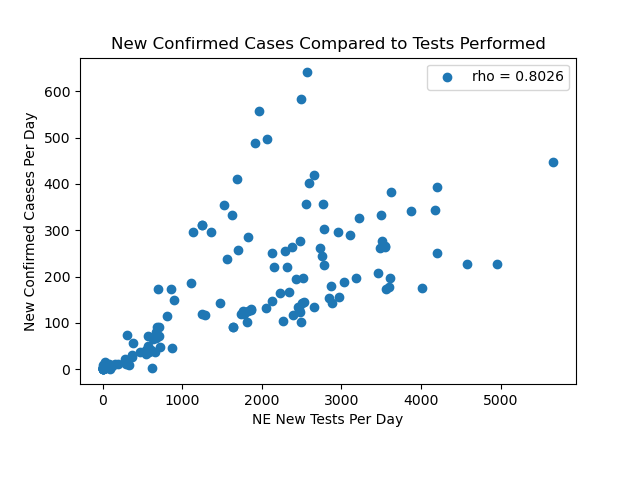 New Confirmed Cases Compared to Tests Performed
rho = 0.8026
New Confirmed Caeses Per Day
600
500
400
300
200
100
0
0 1000 2000 3000 4000 5000
NE New Tests Per Day